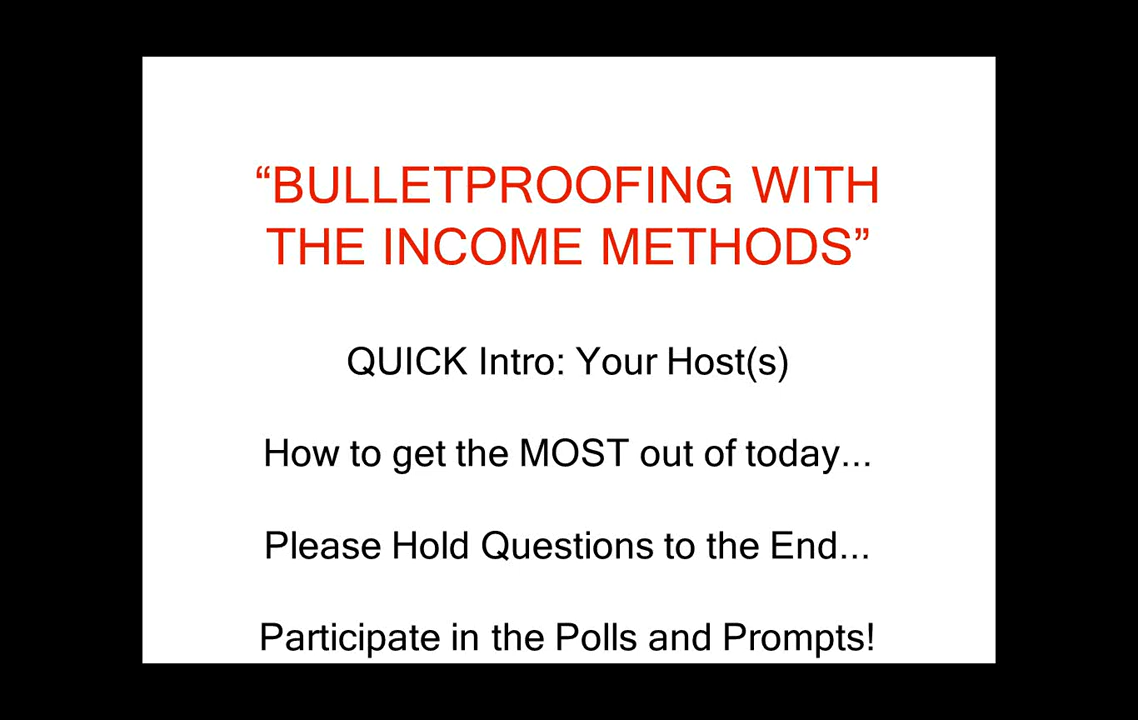 “BULLETPROOFING WITH
THE INCOME METHODS”
QUICK Intro: Your Host(s)
How to get the MOST out of today...
Please Hold Questions to the End...
Participate in the Polls and Prompts!